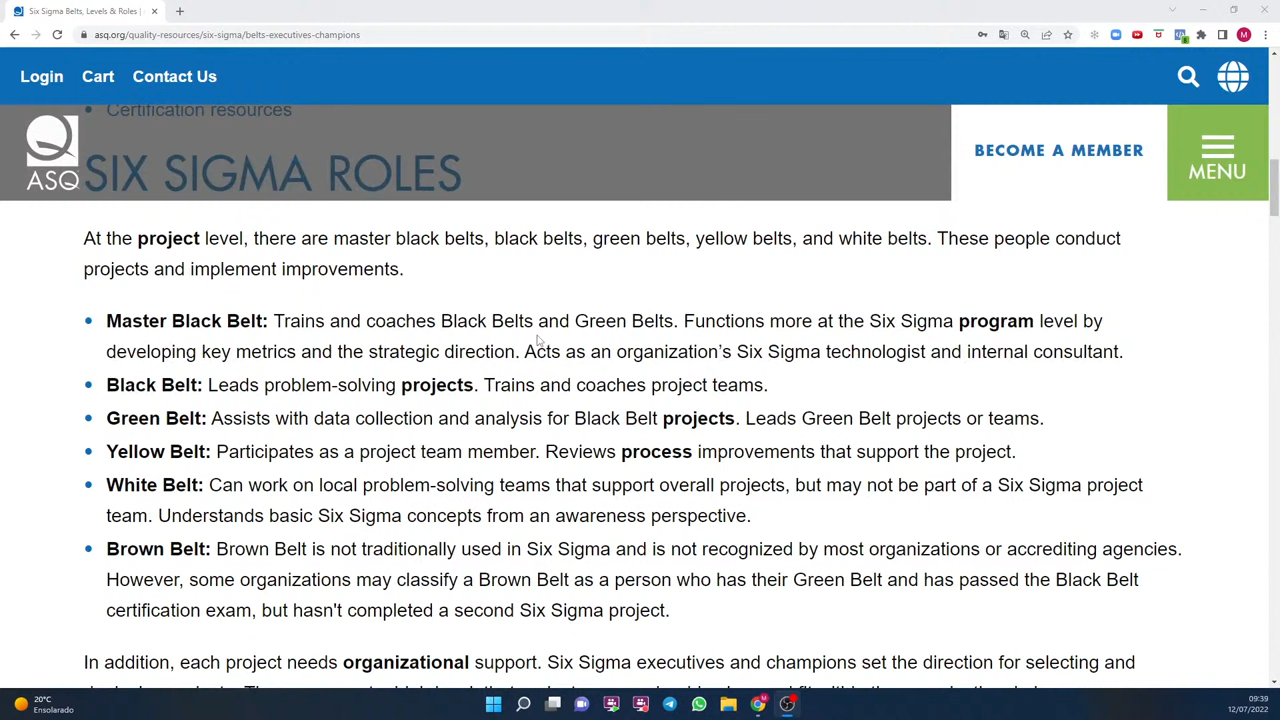 Six Sigma Belts, Levels & Roles |
asq.org/quality-resources/six-sigma/belts-executives-champions
M
Login
Cart
Contact Us
Certification resources
ASQ
SIX SIGMA ROLES
BECOME A MEMBER
MENU
At the project level, there are master black belts, black belts, green belts, yellow belts, and white belts. These people conduct
projects and implement improvements.
• Master Black Belt: Trains and coaches Black Belts and Green Belts. Functions more at the Six Sigma program level by
developing key metrics and the strategic direction. Acts as an organization’s Six Sigma technologist and internal consultant.
• Black Belt: Leads problem-solving projects. Trains and coaches project teams.
• Green Belt: Assists with data collection and analysis for Black Belt projects. Leads Green Belt projects or teams.
• Yellow Belt: Participates as a project team member. Reviews process improvements that support the project.
• White Belt: Can work on local problem-solving teams that support overall projects, but may not be part of a Six Sigma project
team. Understands basic Six Sigma concepts from an awareness perspective.
• Brown Belt: Brown Belt is not traditionally used in Six Sigma and is not recognized by most organizations or accrediting agencies.
However, some organizations may classify a Brown Belt as a person who has their Green Belt and has passed the Black Belt
certification exam, but hasn't completed a second Six Sigma project.
In addition, each project needs organizational support. Six Sigma executives and champions set the direction for selecting and
20°C
Ensolarado
09:39
12/07/2022